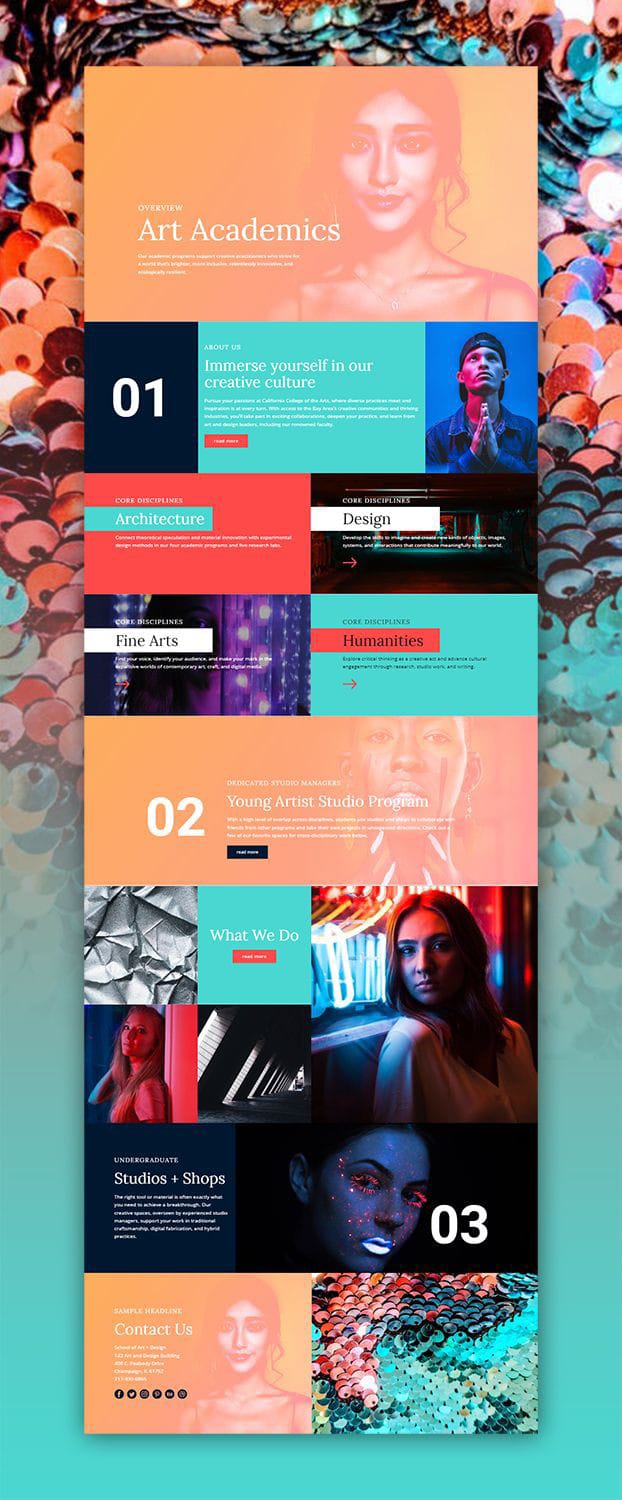 OVERVIEW
Art Academics
Our academic programs support creative practitioners who strive for
a world that's brighter, more inclusive, relentlessly innovative, and
ecologically resilient.
01
ABOUT US
Immerse yourself in our
creative culture
Pursue your passions at California College of the Arts, where diverse practices meet and
inspiration is at every turn. With access to the Bay Area's creative communities and thriving
industries, you'll take part in exciting collaborations, deepen your practice, and learn from
art and design leaders, including our renowned faculty.
read more
CORE DISCIPLINES
Architecture
Connect theoretical speculation and material innovation with experimental
design methods in our four academic programs and five research labs.
CORE DISCIPLINES
Design
Develop the skills to imagine and create new kinds of objects, images,
systems, and interactions that contribute meaningfully to our world.
CORE DISCIPLINES
Fine Arts
Find your voice, identify your audience, and make your mark in the
expansive worlds of contemporary art, craft, and digital media.
CORE DISCIPLINES
Humanities
Explore critical thinking as a creative act and advance cultural
engagement through research, studio work, and writing.
02
DEDICATED STUDIO MANAGERS
Young Artist Studio Program
With a high level of overlap across disciplines, students use studios and shops to collaborate with
friends from other programs and take their own projects in unexpected directions. Check out a
few of our favorite spaces for cross-disciplinary work below.
read more
What We Do
read more
UNDERGRADUATE
Studios + Shops
The right tool or material is often exactly what
you need to achieve a breakthrough. Our
creative spaces, overseen by experienced studio
managers, support your work in traditional
craftsmanship, digital fabrication, and hybrid
practices.
03
SAMPLE HEADLINE
Contact Us
School of Art + Design
Art and Design Building
408 E. Peabody Drive
Champaign, IL